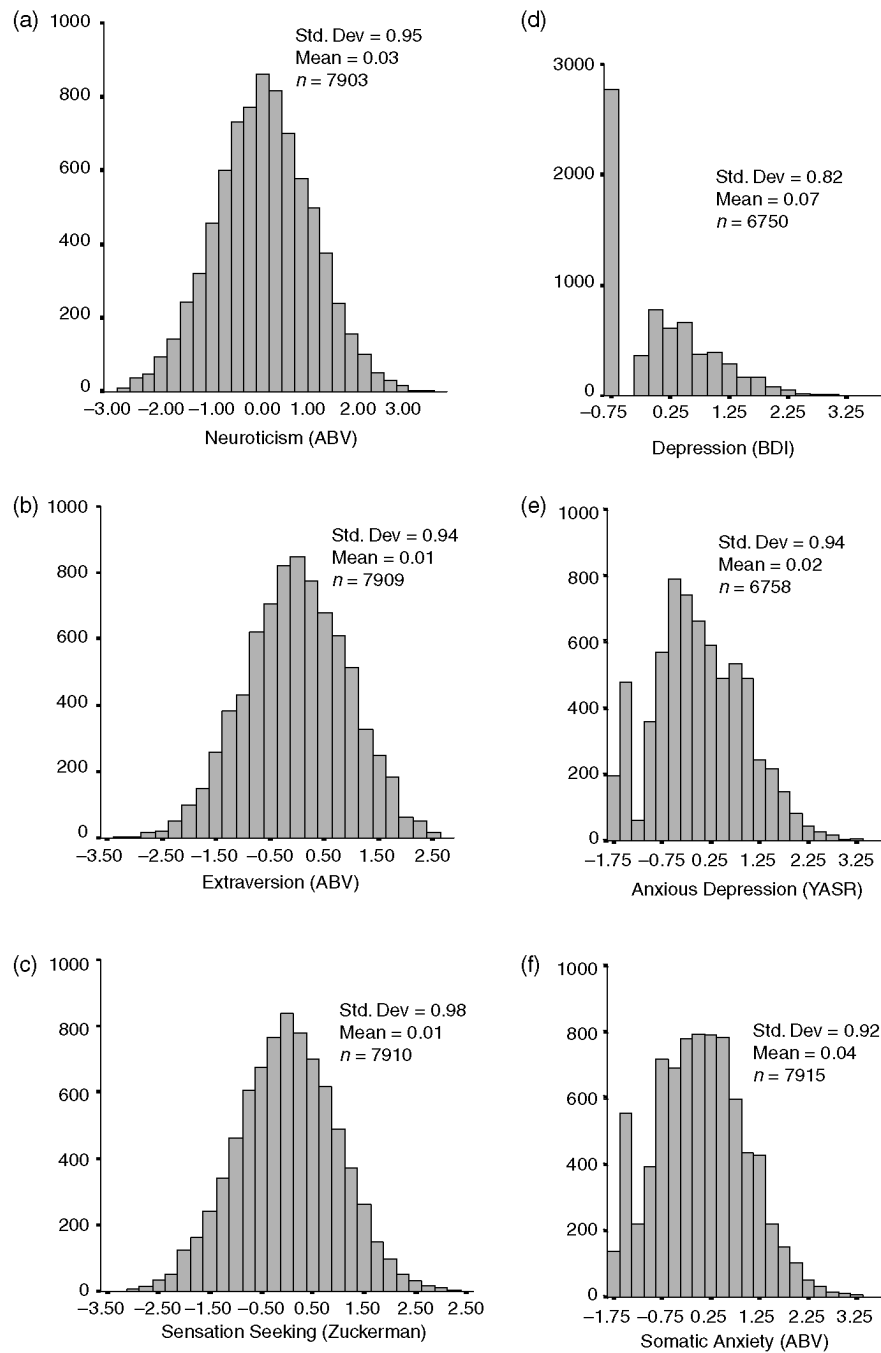 (a)
1000
800
600
400
200
0
Std. Dev = 0.95
Mean = 0.03
n = 7903
−3.00 −2.00 −1.00 0.00 1.00 2.00 3.00
Neuroticism (ABV)
(d)
3000
2000
1000
0
Std. Dev = 0.82
Mean = 0.07
n = 6750
−0.75 0.25 1.25 2.25 3.25
Depression (BDI)
(b)
1000
800
600
400
200
0
Std. Dev = 0.94
Mean = 0.01
n = 7909
−3.50 −2.50 −1.50 −0.50 0.50 1.50 2.50
Extraversion (ABV)
(e)
1000
800
600
400
200
0
Std. Dev = 0.94
Mean = 0.02
n = 6758
−1.75 −0.75 0.25 1.25 2.25 3.25
Anxious Depression (YASR)
(c)
1000
800
600
400
200
0
Std. Dev = 0.98
Mean = 0.01
n = 7910
−3.50 −2.50 −1.50 −0.50 0.50 1.50 2.50
Sensation Seeking (Zuckerman)
(f)
1000
800
600
400
200
0
Std. Dev = 0.92
Mean = 0.04
n = 7915
−1.75 −0.75 0.25 1.25 2.25 3.25
Somatic Anxiety (ABV)